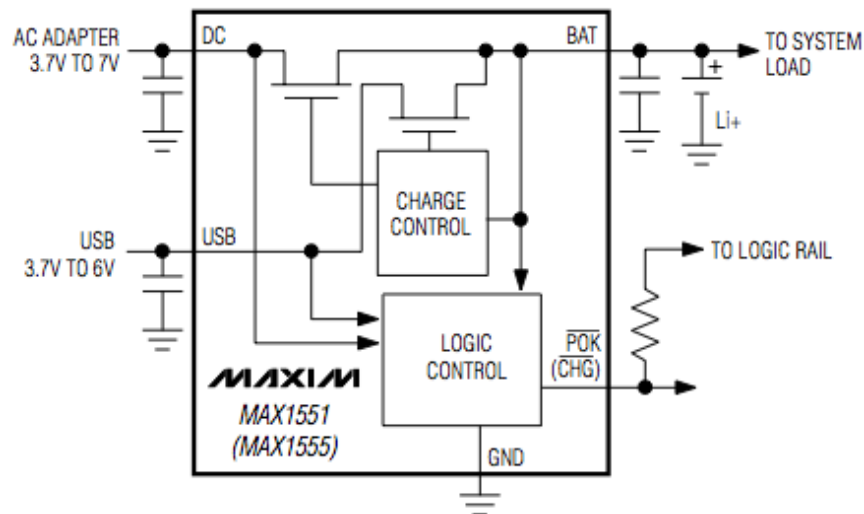 AC ADAPTER
3.7V TO 7V
DC
BAT
TO SYSTEM
LOAD
+
Li+
CHARGE
CONTROL
USB
3.7V TO 6V
USB
TO LOGIC RAIL
LOGIC
CONTROL
POK
(CHG)
MAXIM
MAX1551
(MAX1555)
GND